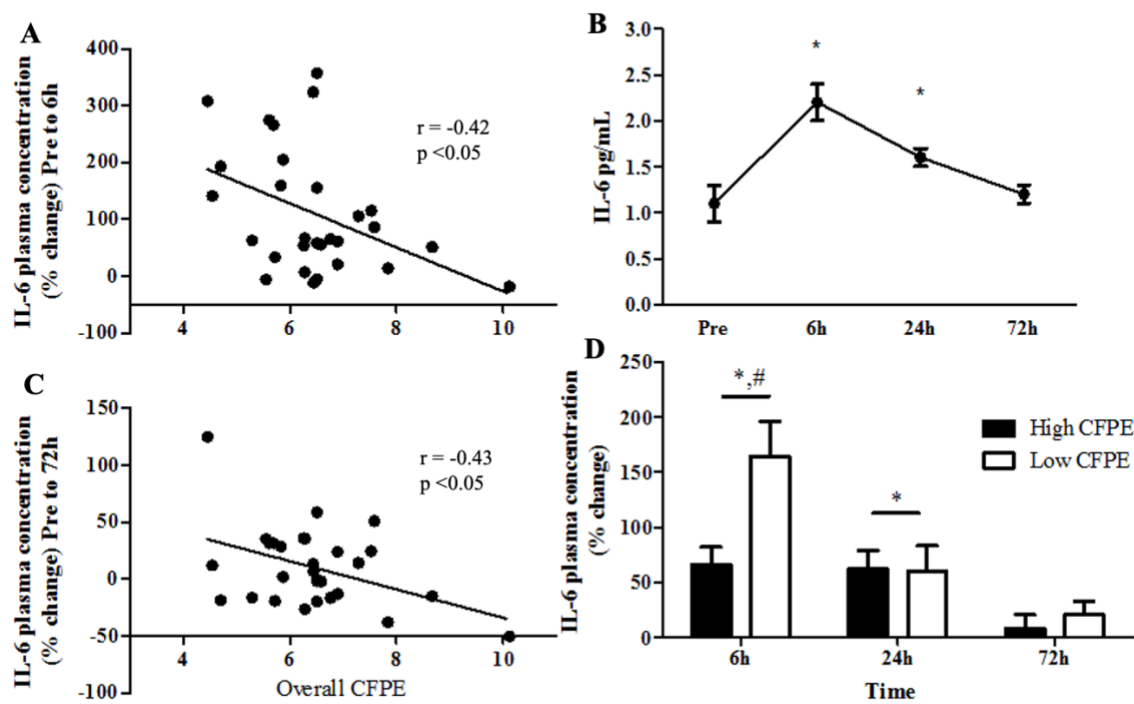 A
IL-6 plasma concentration
(% change) Pre to 6h
400
300
200
100
0
-100
4
6
8
10
r = -0.42
p <0.05
B
IL-6 pg/mL
3.0
2.5
2.0
1.5
1.0
0.5
0.0
*
*
Pre
6h
24h
72h
C
IL-6 plasma concentration
(% change) Pre to 72h
150
100
50
0
-50
-100
4
6
8
10
Overall CFPE
r = -0.43
p <0.05
D
IL-6 plasma concentration
(% change)
250
200
150
100
50
0
*,#
*
High CFPE
Low CFPE
6h
24h
72h
Time